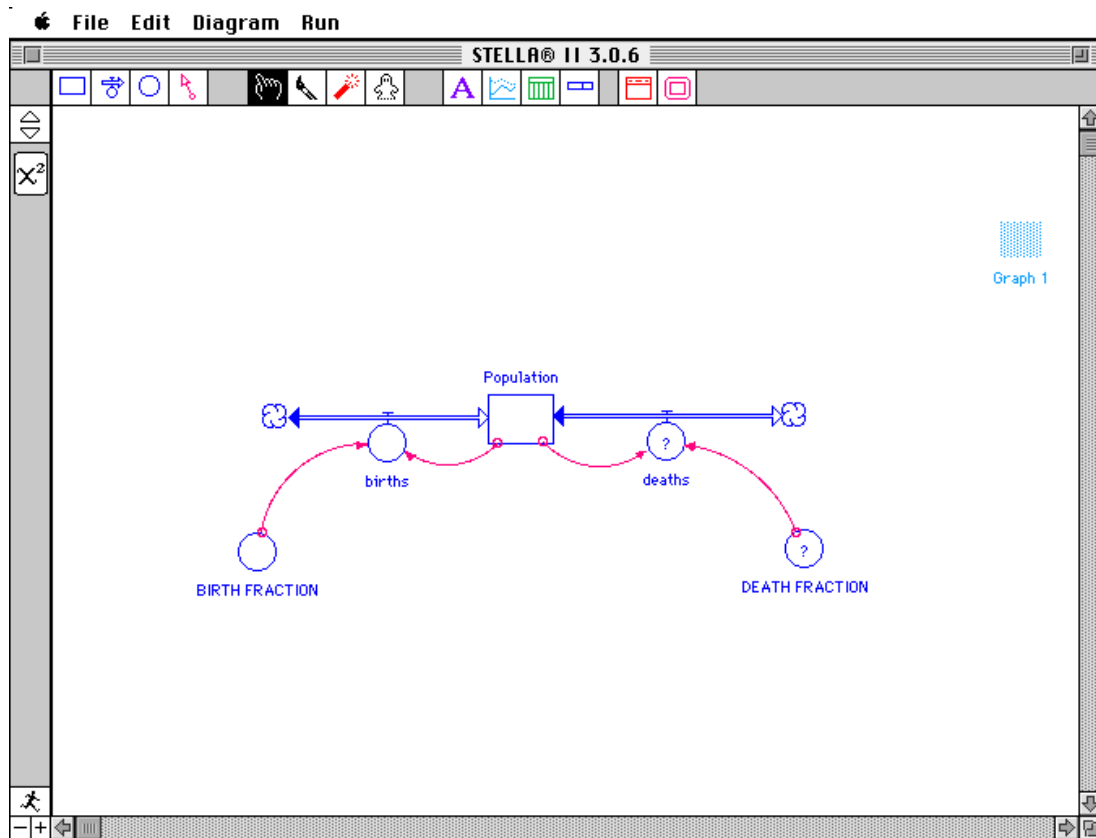 File Edit Diagram Run
STELLA® II 3.0.6
A
X²
Graph 1
Population
births
?
deaths
BIRTH FRACTION
?
DEATH FRACTION
- +